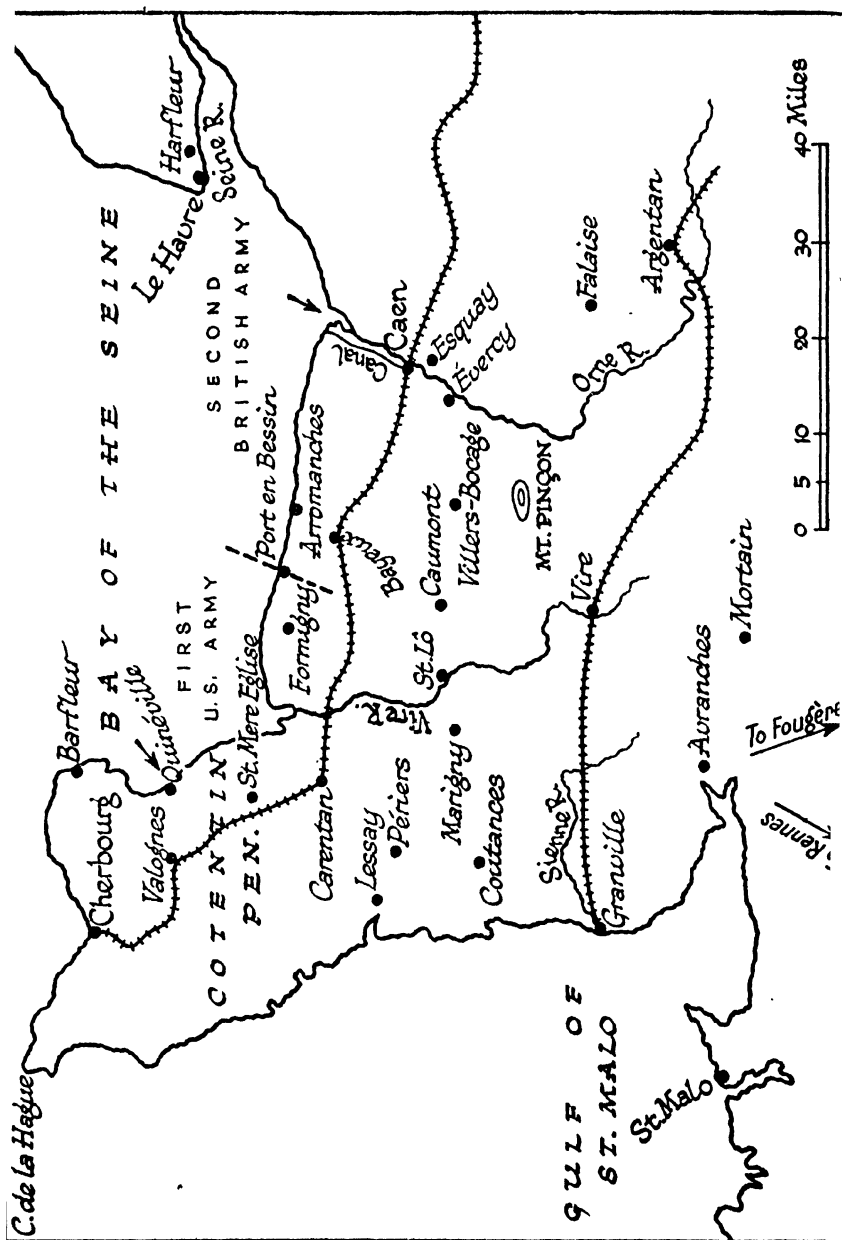 C. de la Hague
Cherbourg
Barfleur
Valognes
Quinéville
BAY OF THE SEINE
Le Havre
Harfleur
Seine R.
COTENTIN
PEN.
St. Mere Eglise
FIRST
U.S. ARMY
SECOND
BRITISH ARMY
Port en Bessin
Formigny
Arromanches
Carentan
Bayeux
Canal
Caen
Lessay
Périers
Vire R.
St. Lô
Caumont
Esquay
Évercy
Marigny
Villers-Bocage
Coutances
MT. PINÇON
Sienne R.
Vire
Orne R.
Falaise
Granville
Argentan
GULF OF
ST. MALO
St. Malo
Avranches
Mortain
To Fougère
Rennes
0 5 10 20 30 40 Miles